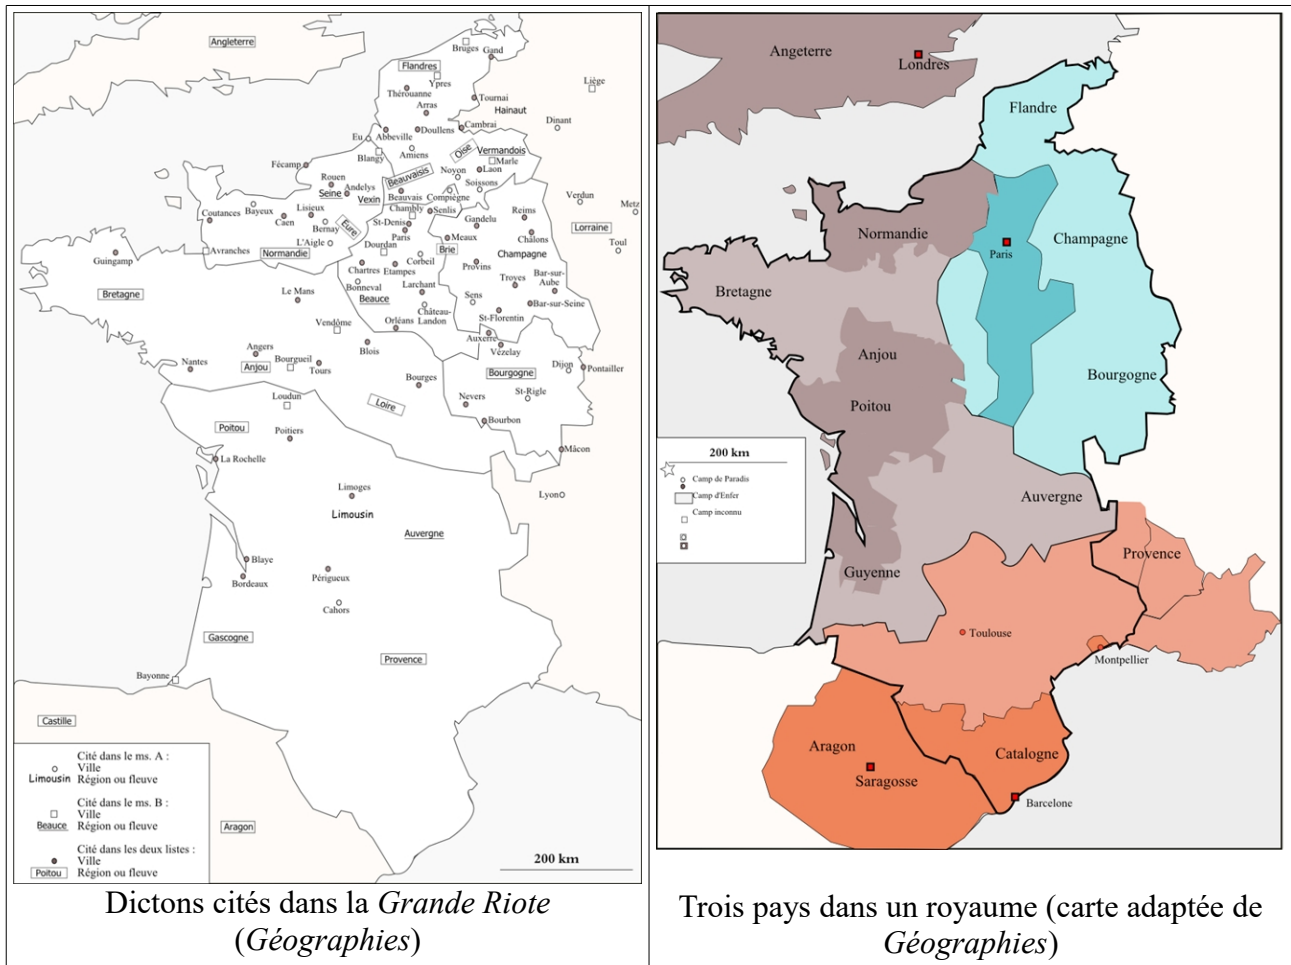 Angleterre
Bruges
Gand
Flandres
Ypres
Liège
Thérouanne
Tournai
Arras
Hainaut
Dinant
Cambrai
Doullens
Eu
Abbeville
Oise
Vermandois
Amiens
Blangy
Marle
Fécamp
Laon
Noyon
Beauvaisis
Soissons
Rouen
Andelys
Seine
Vexin
Beauvais
Compiègne
Verdun
Metz
Coutances
Bayeux
Lisieux
Chambly
Senlis
Reims
Caen
Bernay
Eure
St-Denis
Gandelu
Lorraine
Paris
L'Aigle
Dourdan
Meaux
Châlons
Toul
Avranches
Normandie
Brie
Champagne
Guingamp
Corbeil
Chartres
Etampes
Provins
Bar-sur-
Aube
Troyes
Bonneval
Larchant
Bretagne
Le Mans
Beauce
Sens
Bar-sur-Seine
Château-
Landon
Vendôme
Orléans
St-Florentin
Auxerre
Angers
Blois
Vézelay
Nantes
Bourgueil
Anjou
Tours
Dijon
Pontailler
Bourges
Bourgogne
Loudun
Loire
Nevers
St-Rigle
Poitou
Poitiers
Bourbon
La Rochelle
Mâcon
Limoges
Lyon
Limousin
Auvergne
Blaye
Bordeaux
Périgueux
Cahors
Gascogne
Provence
Bayonne
Castille
Aragon
Cité dans le ms. A :
Ville
Limousin Région ou fleuve
Cité dans le ms. B :
Ville
Beauce Région ou fleuve
Cité dans les deux listes :
Ville
Poitou Région ou fleuve
200 km
Dictons cités dans la Grande Riote
(Géographies)
Angeterre
Londres
Flandre
Normandie
Champagne
Paris
Bretagne
Anjou
Bourgogne
Poitou
200 km
Camp de Paradis
Camp d'Enfer
Camp inconnu
Auvergne
Provence
Guyenne
Toulouse
Montpellier
Aragon
Catalogne
Saragosse
Barcelone
Trois pays dans un royaume (carte adaptée de
Géographies)